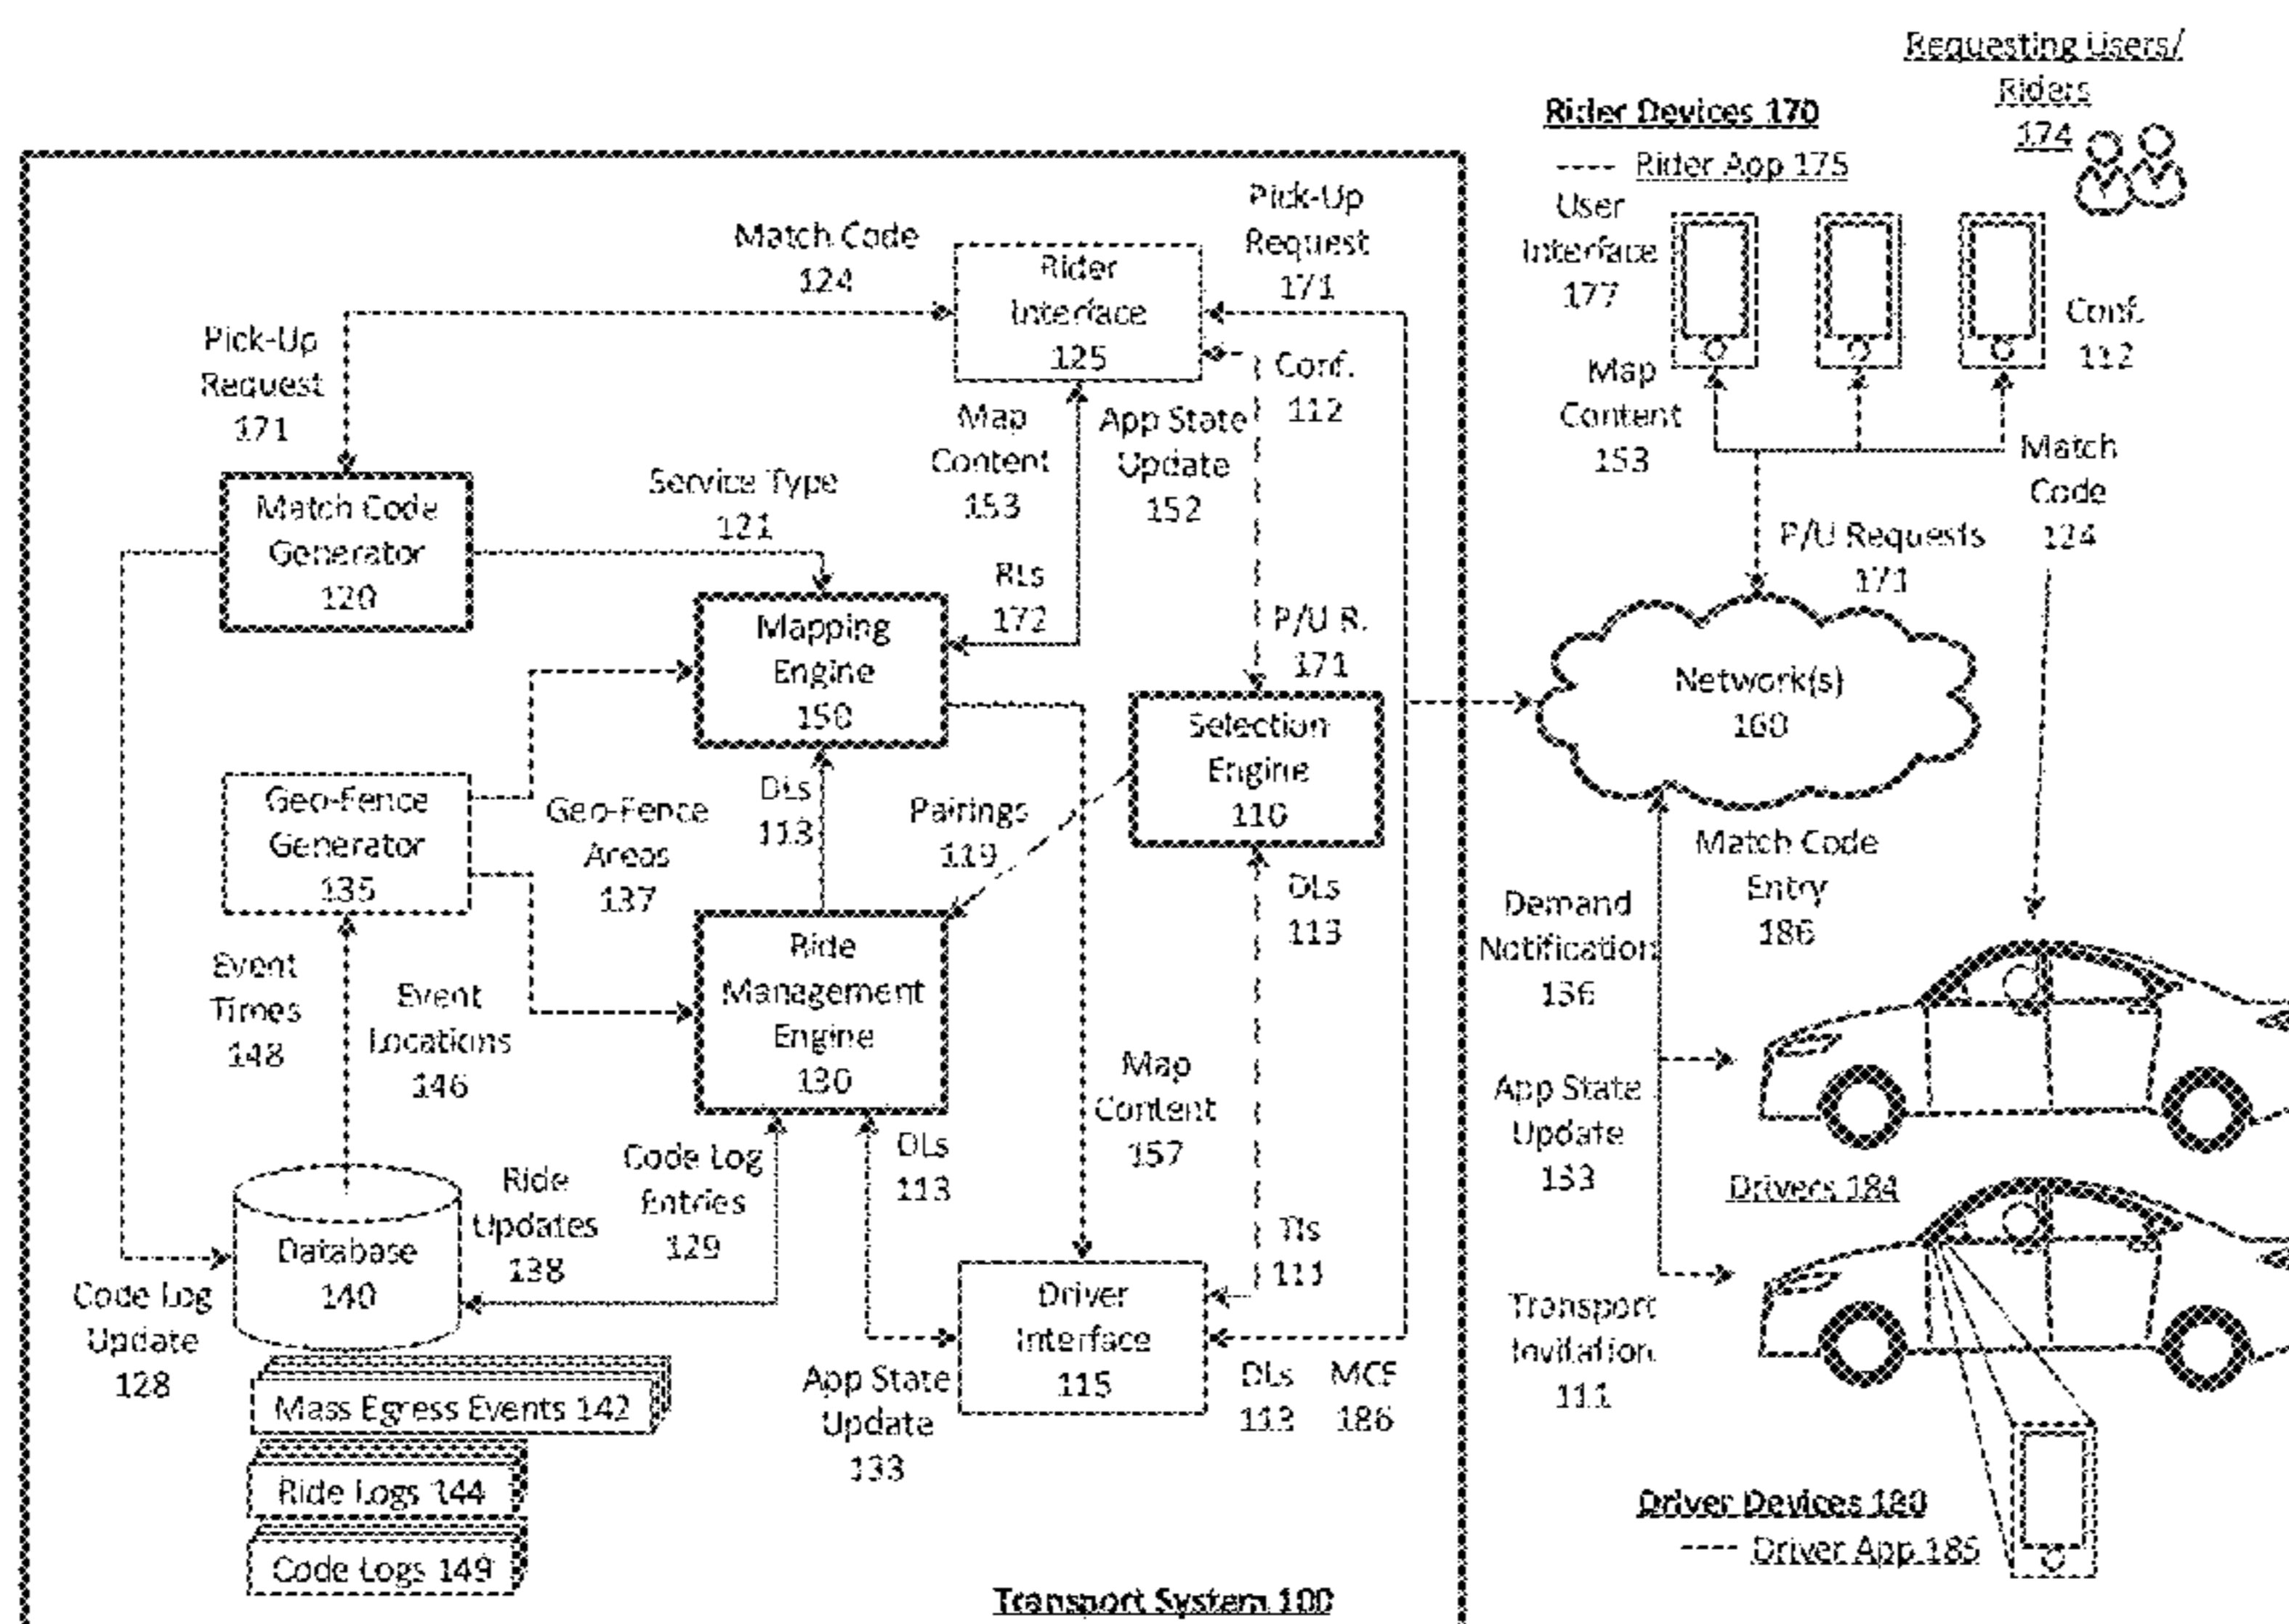 Requesting Users/
Riders
174
Rider Devices 170
---- Rider App 175
User
Interface
177
Map
Content
153
Conf.
112
Match
Code
124
P/U Requests
171
Network(s)
160
Match Code
Entry
186
Demand
Notification
136
App State
Update
133
Transport
Invitation
111
Drivers 184
Driver Devices 180
---- Driver App 185
Pick-Up
Request
171
Match Code
124
Rider
Interface
125
Pick-Up
Request
171
Conf.
112
Map
Content
153
App State
Update
152
Match Code
Generator
120
Service Type
121
RLs
172
P/U R.
171
Mapping
Engine
150
Selection
Engine
110
Geo-Fence
Generator
135
Geo-Fence
Areas
137
DLs
113
Pairings
119
DLs
113
Ride
Management
Engine
130
Event
Times
148
Event
Locations
146
Map
Content
157
Code Log
Entries
129
DLs
113
Ride
Updates
138
Database
140
TIs
111
Code Log
Update
128
Driver
Interface
115
App State
Update
133
DLs
113
MCE
186
Mass Egress Events 142
Ride Logs 144
Code Logs 149
Transport System 100